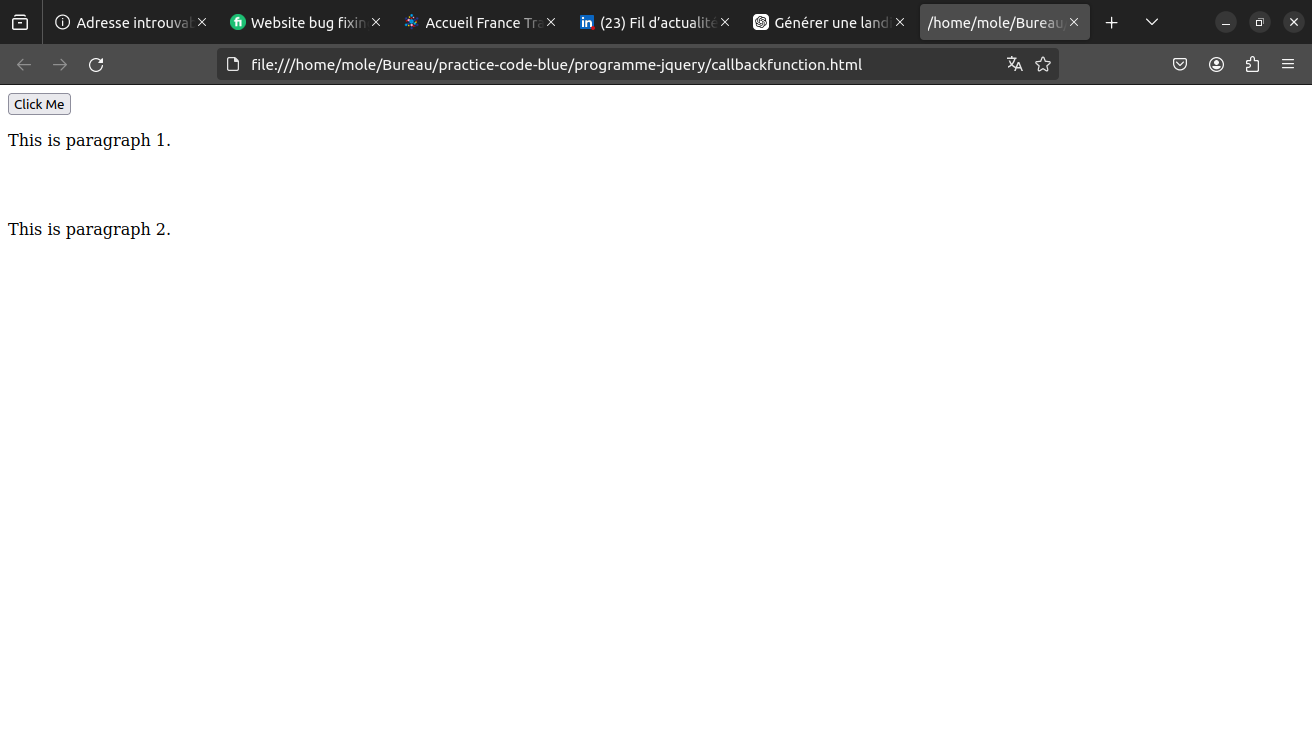 Adresse introuva
Website bug fixin
Accueil France Tra
(23) Fil d’actualité
Générer une landi
/home/mole/Bureau/
file:///home/mole/Bureau/practice-code-blue/programme-jquery/callbackfunction.html
Click Me
This is paragraph 1.
This is paragraph 2.